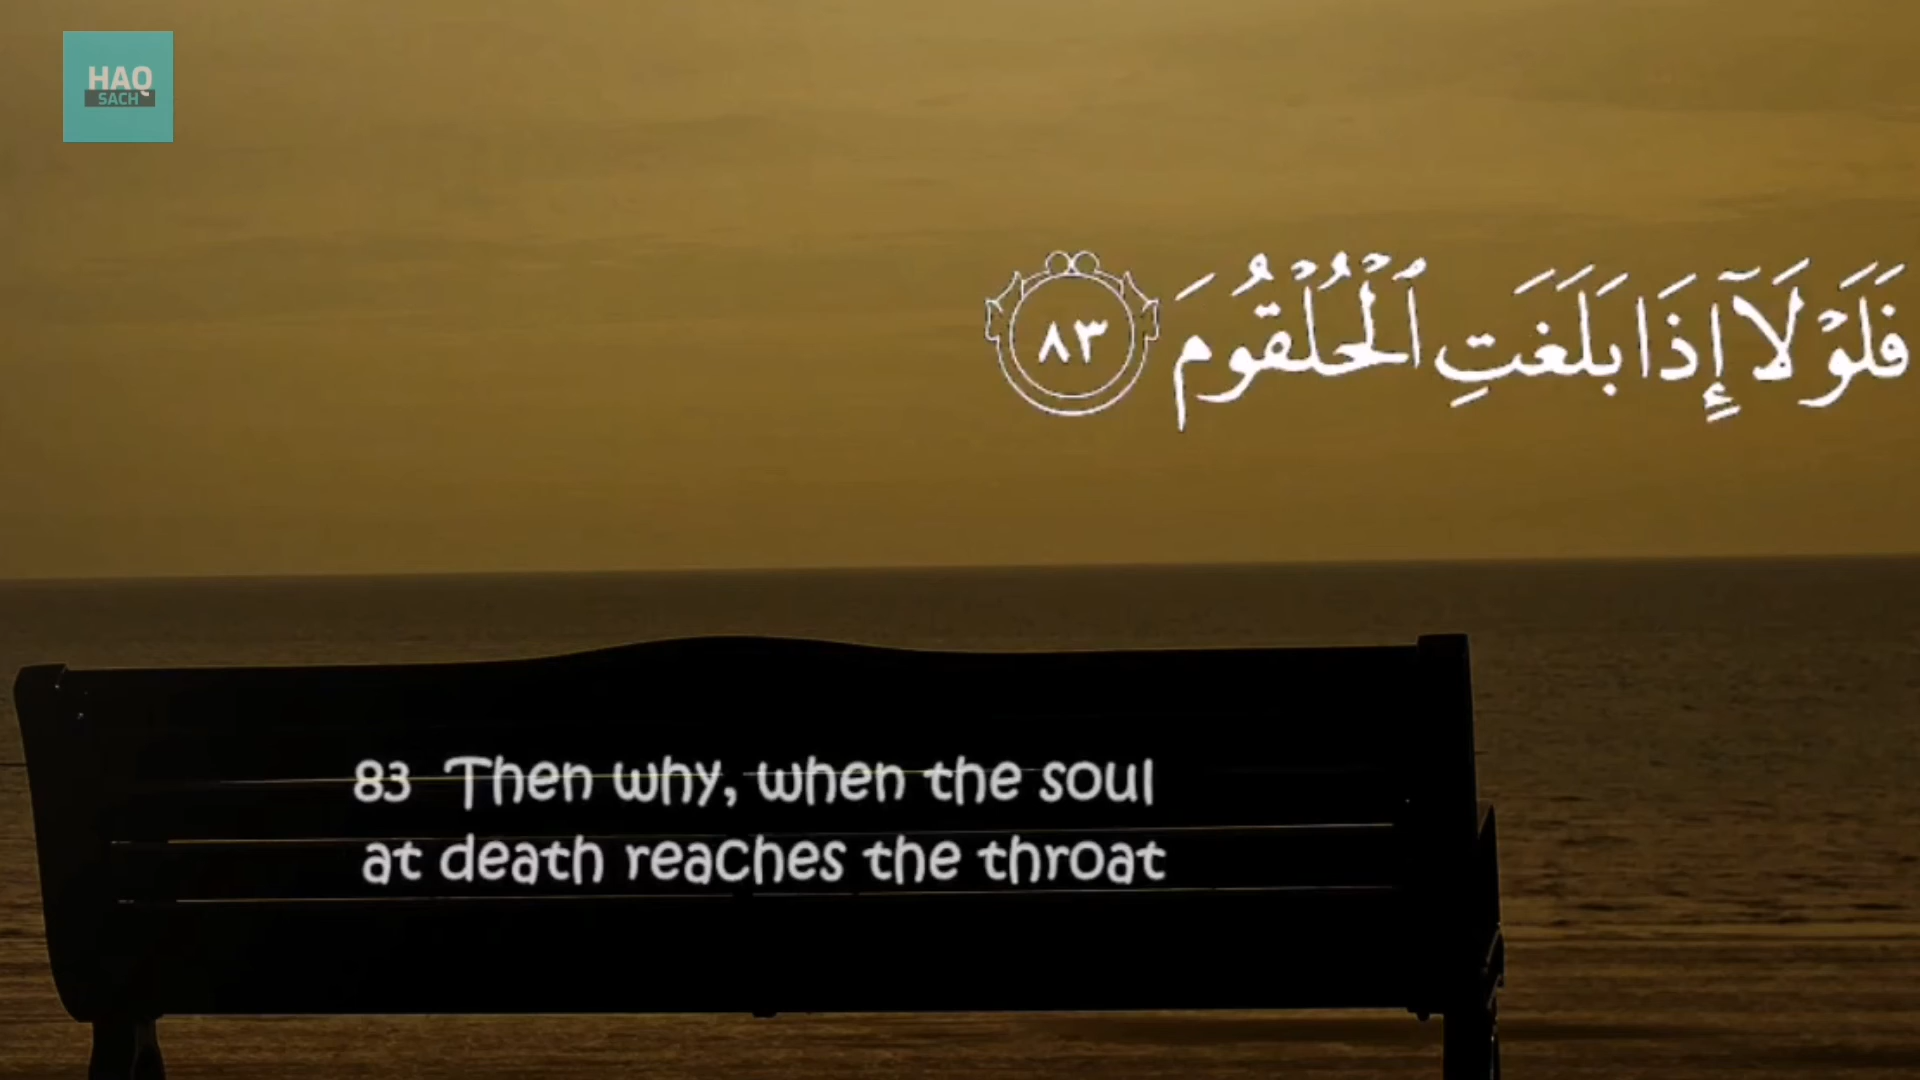 HAQ
SACH
فَلَوْلَآ إِذَا بَلَغَتِ ٱلْحُلْقُومَ ٨٣
83 Then why, when the soul
at death reaches the throat